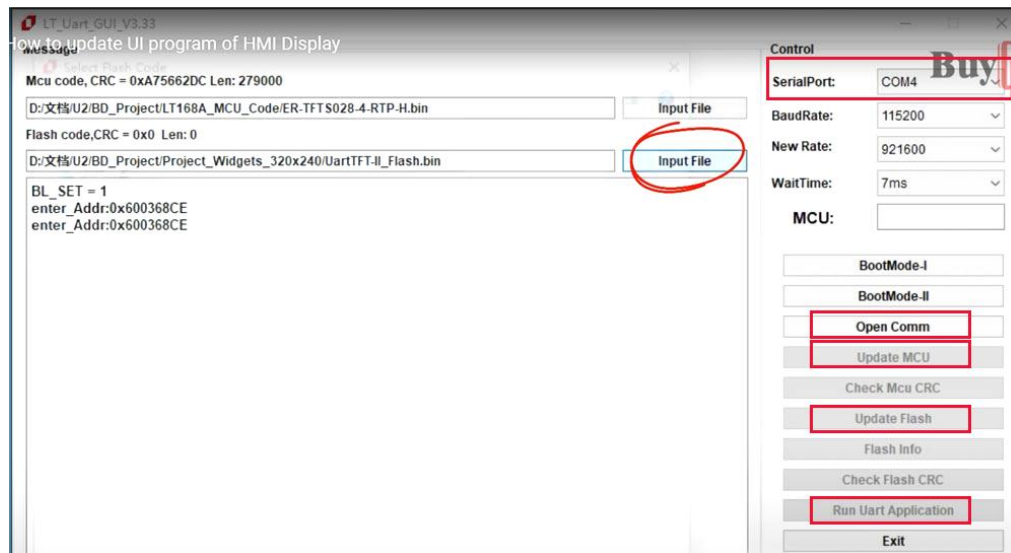 LT_Uart_GUI_V3.33
How to update UI program of HMI Display
Message
Select Flash Code
Mcu code, CRC = 0xA75662DC Len: 279000
D:/文档/U2/BD_Project/LT168A_MCU_Code/ER-TFTS028-4-RTP-H.bin
Input File
Flash code,CRC = 0x0 Len: 0
D:/文档/U2/BD_Project/Project_Widgets_320x240/UartTFT-II_Flash.bin
Input File
BL_SET = 1
enter_Addr:0x600368CE
enter_Addr:0x600368CE
Control
Buy
SerialPort:
COM4
BaudRate:
115200
New Rate:
921600
WaitTime:
7ms
MCU:
BootMode-I
BootMode-II
Open Comm
Update MCU
Check Mcu CRC
Update Flash
Flash Info
Check Flash CRC
Run Uart Application
Exit